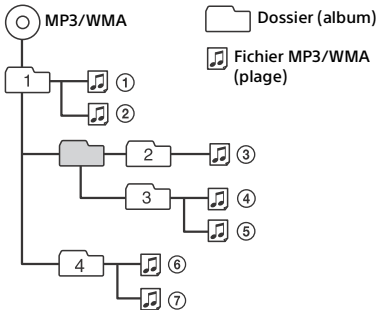 MP3/WMA
Dossier (album)
Fichier MP3/WMA
(plage)
1
①
②
2
③
3
④
⑤
4
⑥
⑦